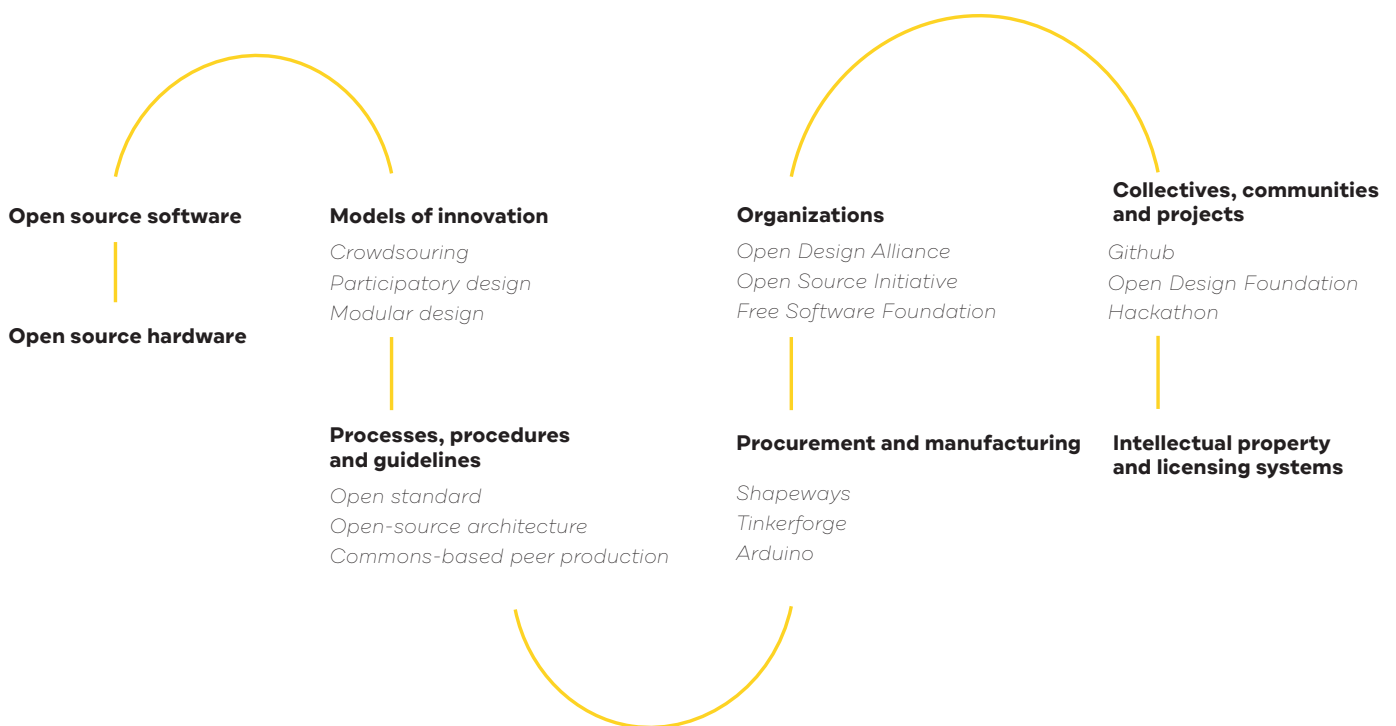 Open source software
Open source hardware
Models of innovation
Crowdsouring
Participatory design
Modular design
Processes, procedures
and guidelines
Open standard
Open-source architecture
Commons-based peer production
Organizations
Open Design Alliance
Open Source Initiative
Free Software Foundation
Procurement and manufacturing
Shapeways
Tinkerforge
Arduino
Collectives, communities
and projects
Github
Open Design Foundation
Hackathon
Intellectual property
and licensing systems